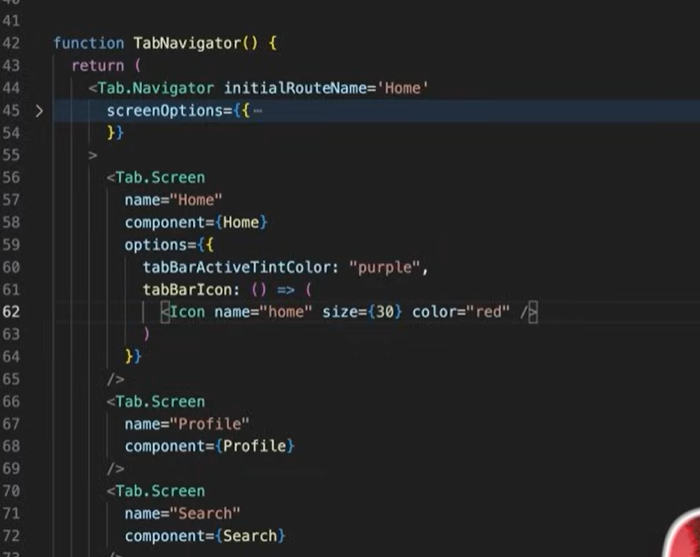 41
42 function TabNavigator() {
43 return (
44 <Tab.Navigator initialRouteName='Home'
45 screenOptions={{ …
54 }}
55 >
56 <Tab.Screen
57 name="Home"
58 component={Home}
59 options={{
60 tabBarActiveTintColor: "purple",
61 tabBarIcon: () => (
62 <Icon name="home" size={30} color="red" />
63 )
64 }}
65 />
66 <Tab.Screen
67 name="Profile"
68 component={Profile}
69 />
70 <Tab.Screen
71 name="Search"
72 component={Search}